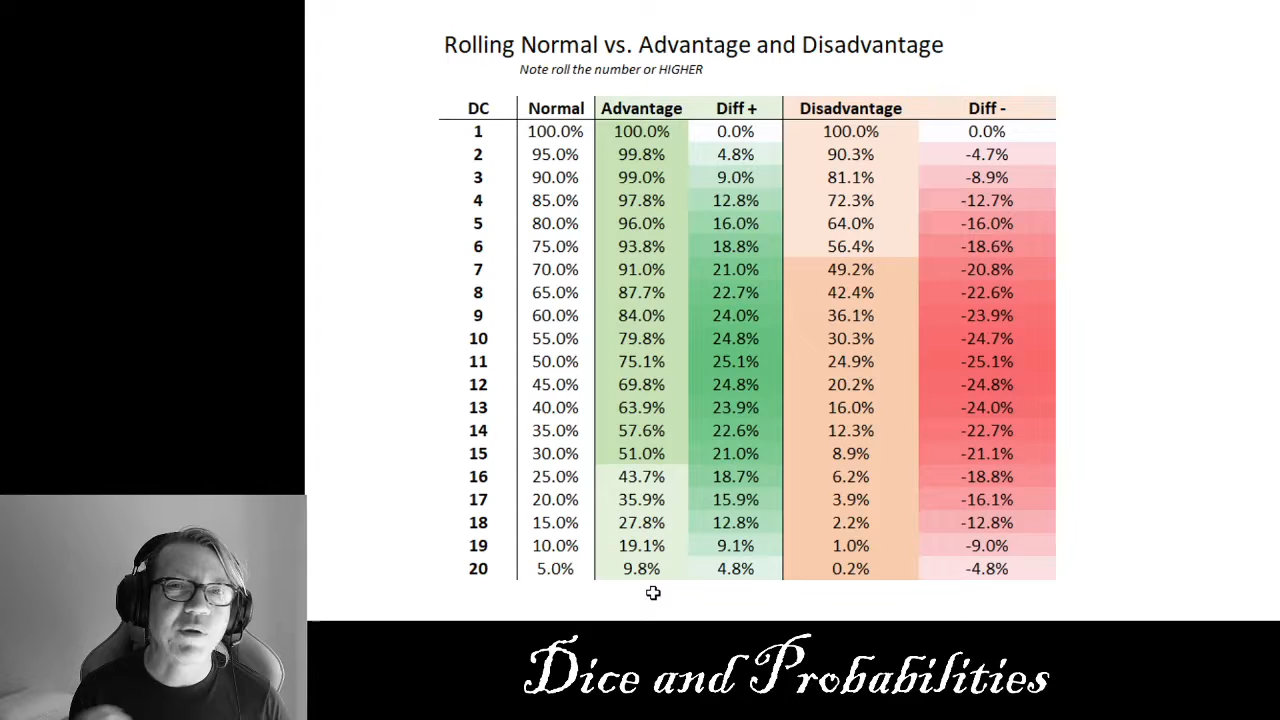 Rolling Normal vs. Advantage and Disadvantage
Note roll the number or HIGHER
DC Normal Advantage Diff + Disadvantage Diff -
1 100.0% 100.0% 0.0% 100.0% 0.0%
2 95.0% 99.8% 4.8% 90.3% -4.7%
3 90.0% 99.0% 9.0% 81.1% -8.9%
4 85.0% 97.8% 12.8% 72.3% -12.7%
5 80.0% 96.0% 16.0% 64.0% -16.0%
6 75.0% 93.8% 18.8% 56.4% -18.6%
7 70.0% 91.0% 21.0% 49.2% -20.8%
8 65.0% 87.7% 22.7% 42.4% -22.6%
9 60.0% 84.0% 24.0% 36.1% -23.9%
10 55.0% 79.8% 24.8% 30.3% -24.7%
11 50.0% 75.1% 25.1% 24.9% -25.1%
12 45.0% 69.8% 24.8% 20.2% -24.8%
13 40.0% 63.9% 23.9% 16.0% -24.0%
14 35.0% 57.6% 22.6% 12.3% -22.7%
15 30.0% 51.0% 21.0% 8.9% -21.1%
16 25.0% 43.7% 18.7% 6.2% -18.8%
17 20.0% 35.9% 15.9% 3.9% -16.1%
18 15.0% 27.8% 12.8% 2.2% -12.8%
19 10.0% 19.1% 9.1% 1.0% -9.0%
20 5.0% 9.8% 4.8% 0.2% -4.8%
Dice and Probabilities